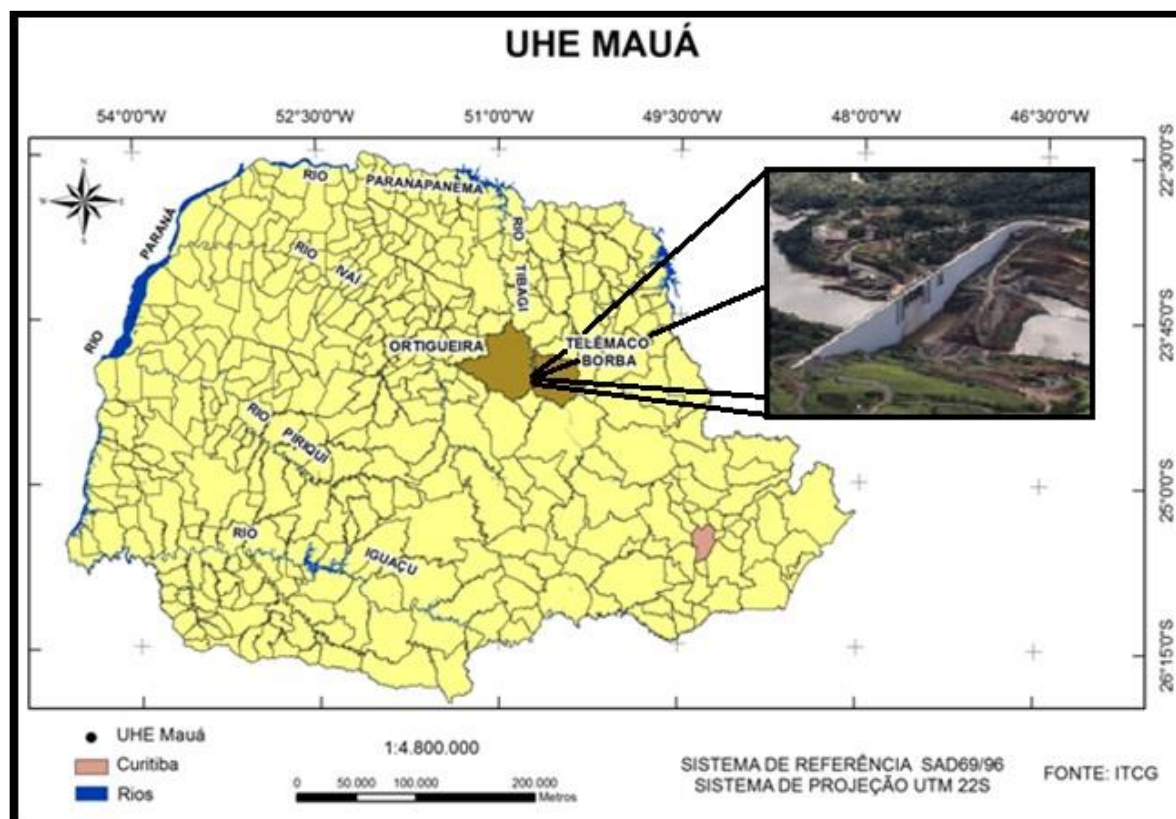 UHE MAUÁ
54°0'0"W 52°30'0"W 51°0'0"W 49°30'0"W 48°0'0"W 46°30'0"W
22°30'0"S
23°45'0"S
25°0'0"S
26°15'0"S
RIO PARANAPANEMA
RIO PARANÁ
RIO IVAÍ
RIO TIBAGI
ORTIGUEIRA
TELÊMACO
BORBA
RIO PIRIQUI
RIO IGUAÇU
UHE Mauá
Curitiba
Rios
1:4.800.000
0 50.000 100.000 200.000
Metros
SISTEMA DE REFERÊNCIA SAD69/96
SISTEMA DE PROJEÇÃO UTM 22S
FONTE: ITCG